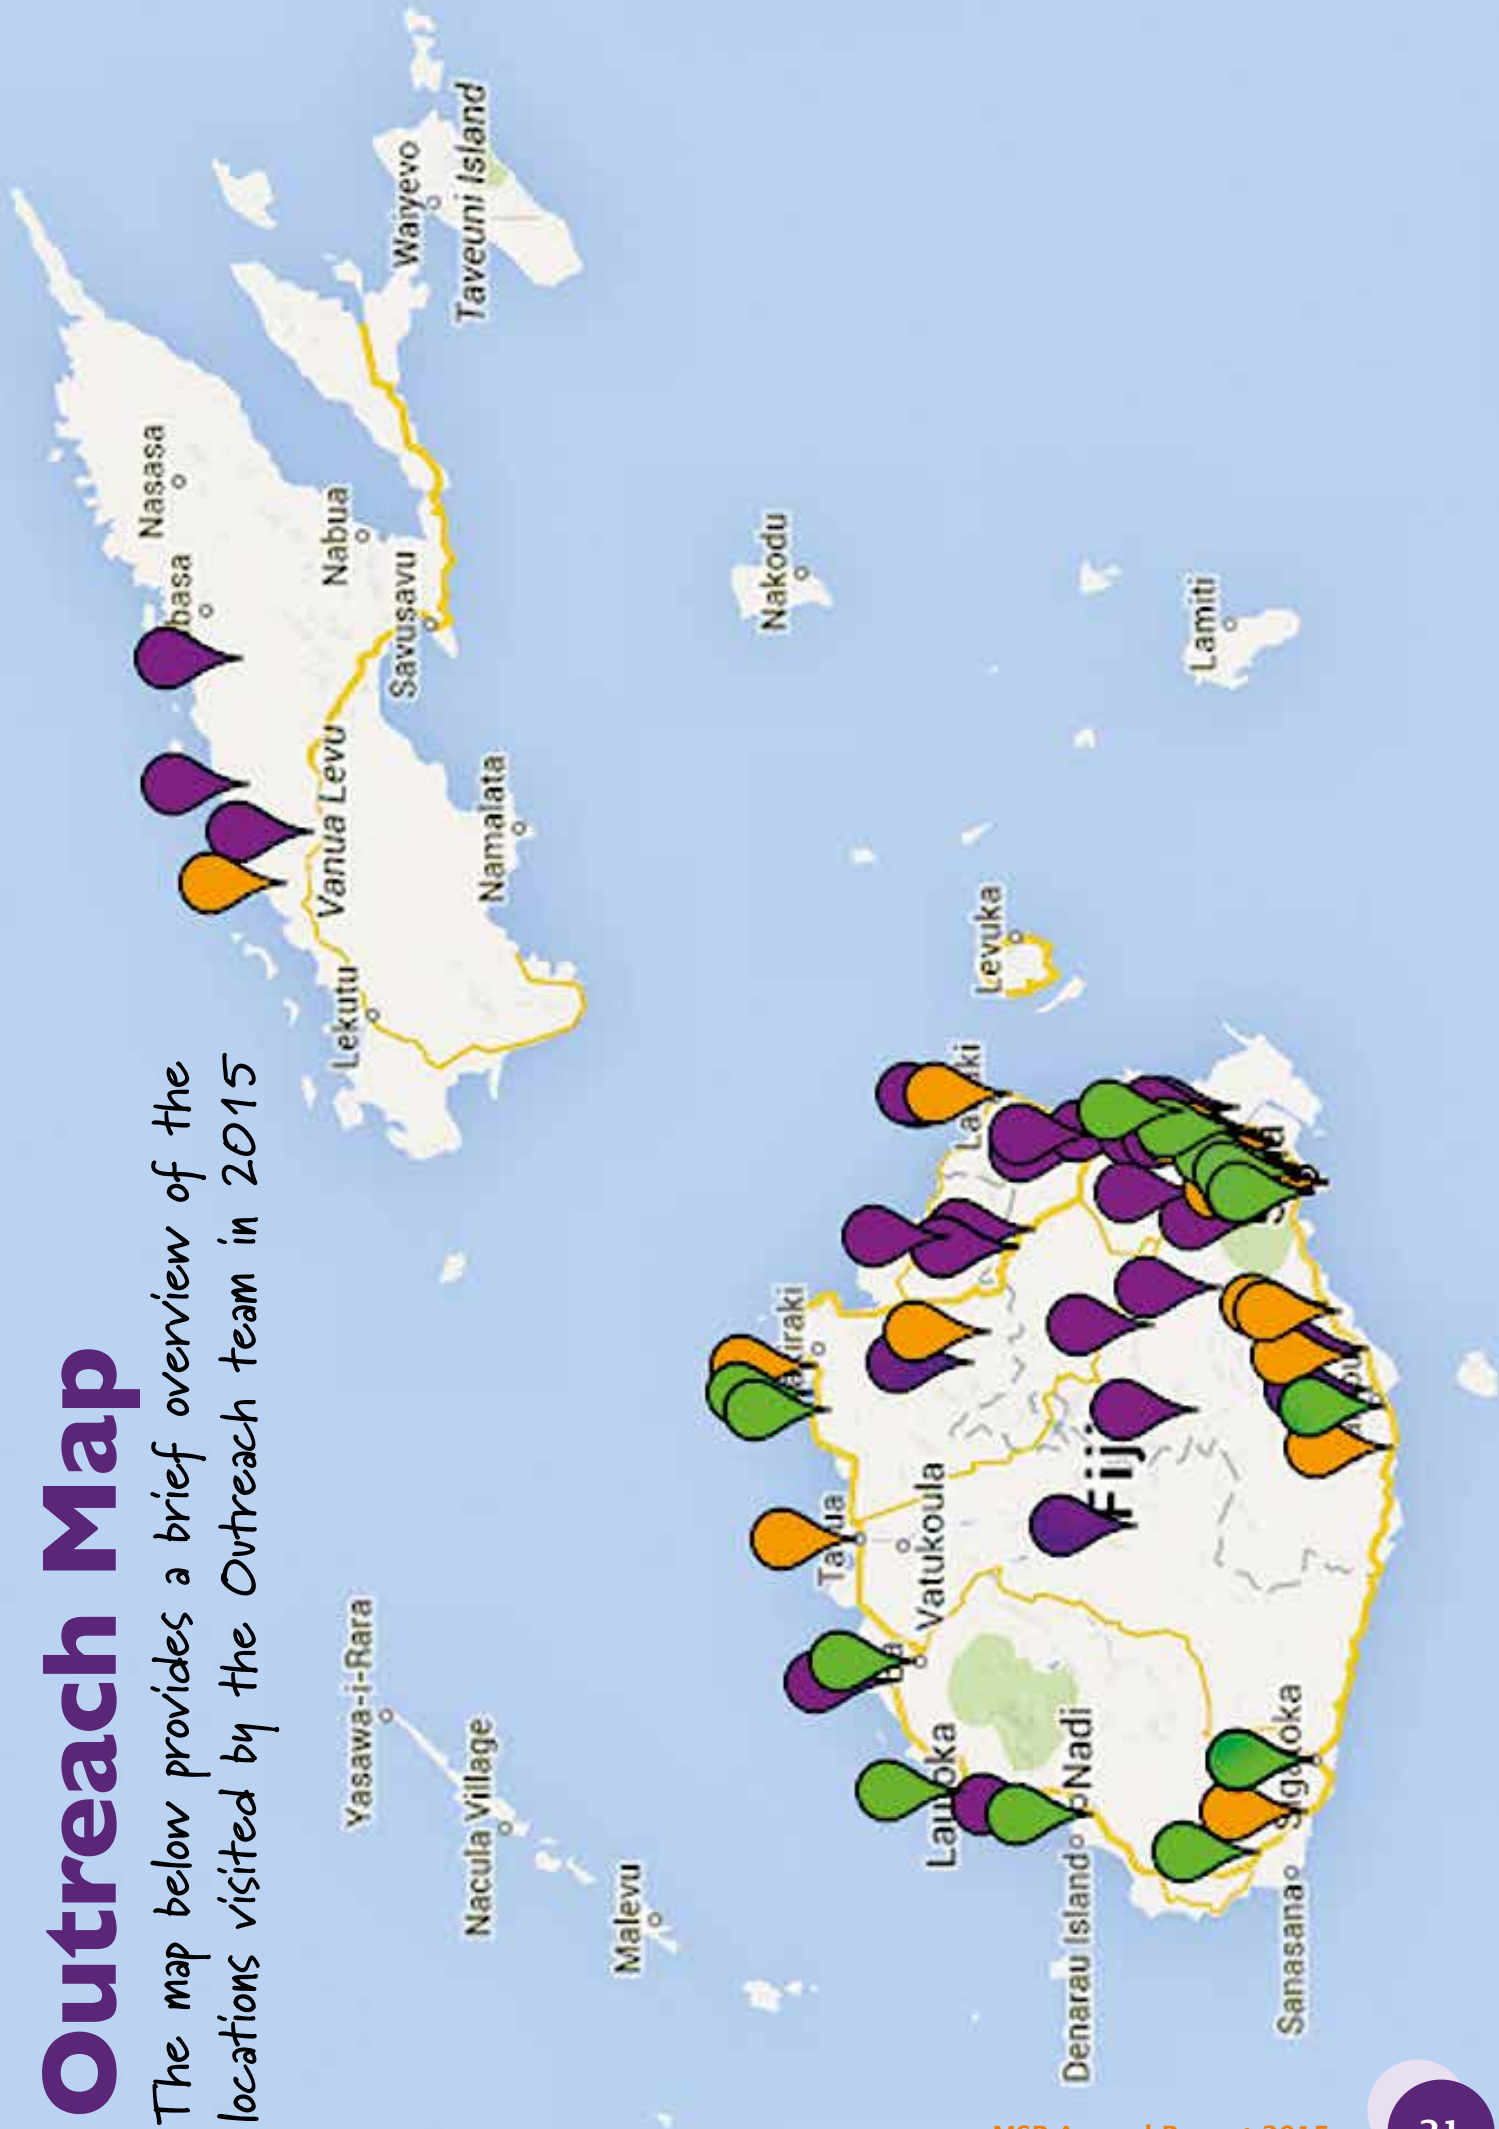 Outreach Map
The map below provides a brief overview of the
locations visited by the Outreach team in 2015
Yasawa-i-Rara
Nacula Village
Malevu
Lekutu
Vanua Levu
Namalata
Savusavu
Nabua
Nasasa
Waiyevo
Taveuni Island
Nakodu
Lamiti
Levuka
Vatukoula
Fiji
Nadi
Denarau Island
Sanasana
31